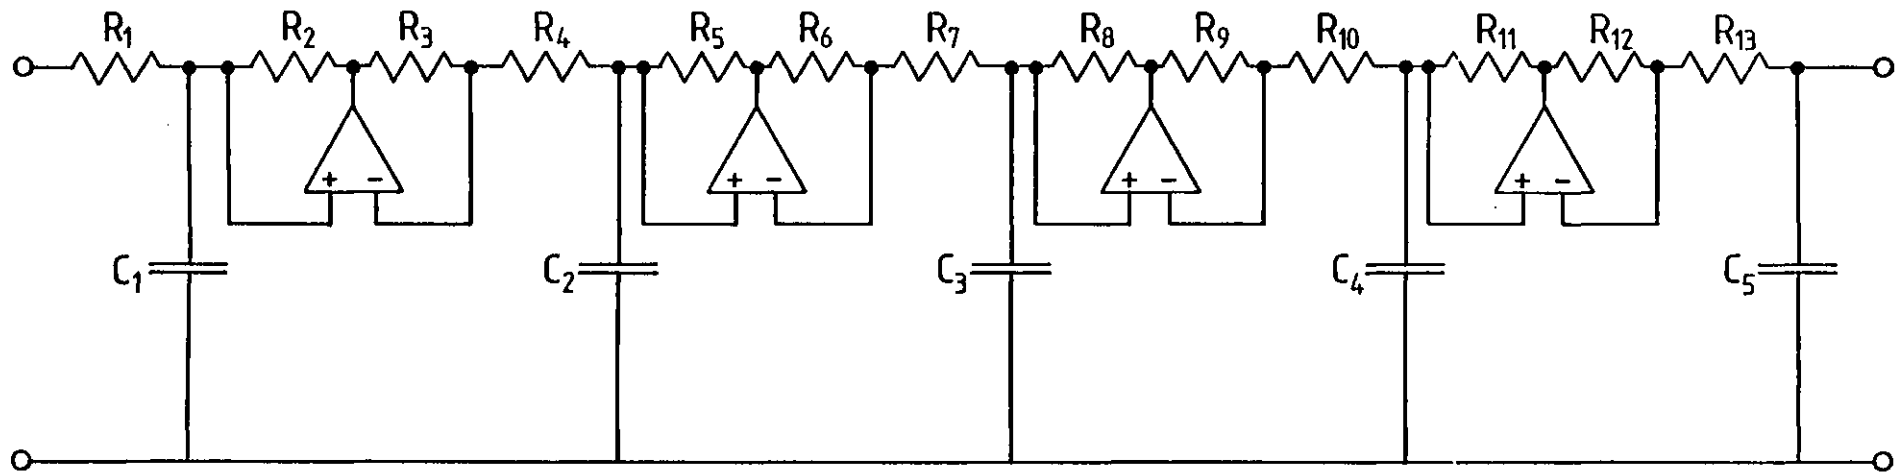 R₁ R₂ R₃ R₄ R₅ R₆ R₇ R₈ R₉ R₁₀ R₁₁ R₁₂ R₁₃
+ − + − + − + −
C₁ C₂ C₃ C₄ C₅